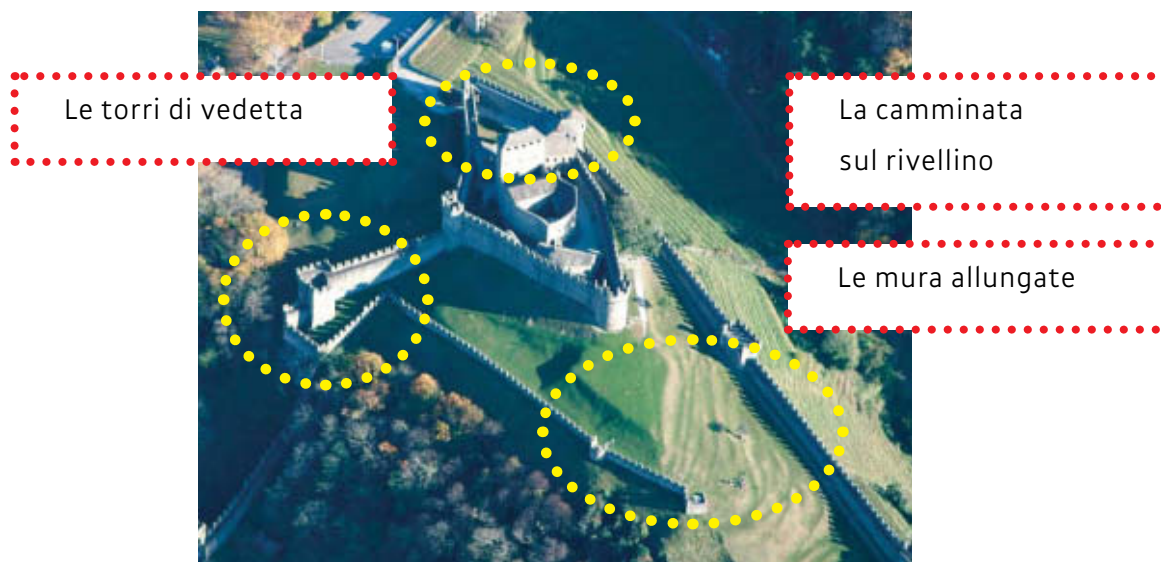 Le torri di vedetta
La camminata
sul rivellino
Le mura allungate